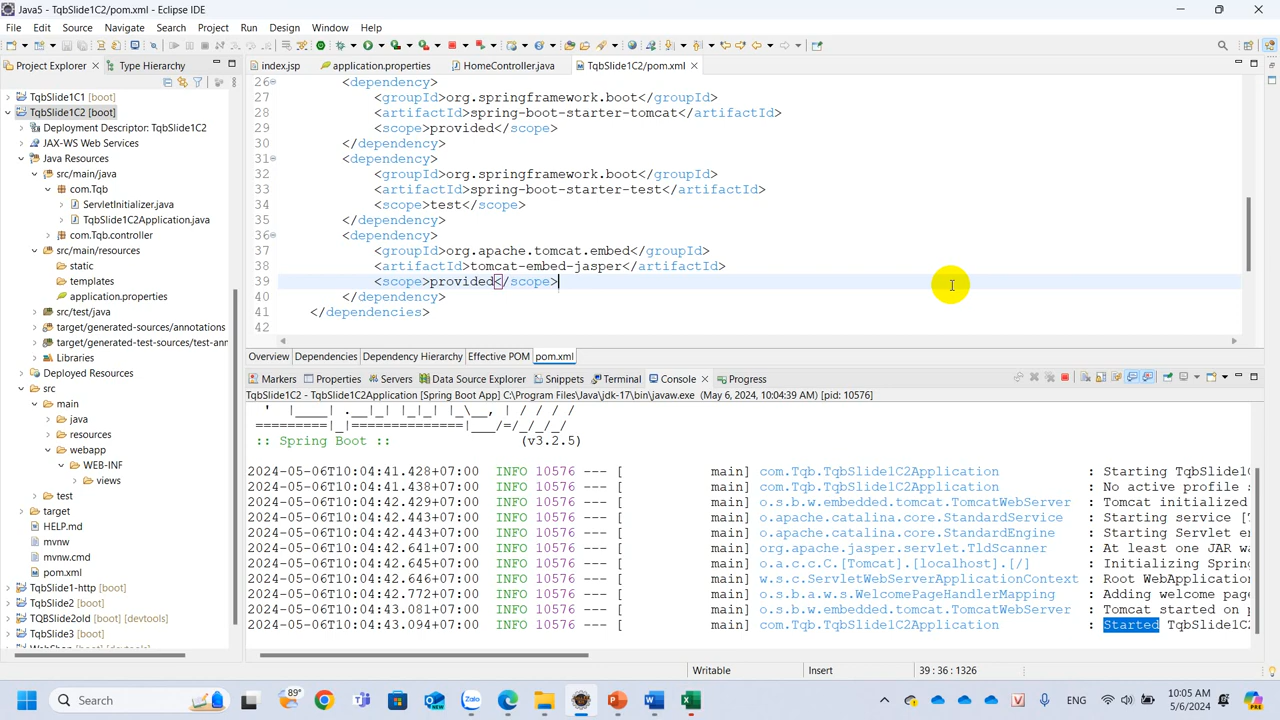 Java5 - TqbSlide1C2/pom.xml - Eclipse IDE
File Edit Source Navigate Search Project Run Design Window Help
Project Explorer Type Hierarchy
TqbSlide1C1 [boot]
TqbSlide1C2 [boot]
Deployment Descriptor: TqbSlide1C2
JAX-WS Web Services
Java Resources
src/main/java
com.Tqb
ServletInitializer.java
TqbSlide1C2Application.java
com.Tqb.controller
src/main/resources
static
templates
application.properties
src/test/java
target/generated-sources/annotations
target/generated-test-sources/test-ann
Libraries
Deployed Resources
src
main
java
resources
webapp
WEB-INF
views
test
target
HELP.md
mvnw
mvnw.cmd
pom.xml
TqbSlide1-http [boot]
TqbSlide2 [boot]
TQBSlide2old [boot] [devtools]
TqbSlide3 [boot]
WebShop [boot] [devtools]
index.jsp application.properties HomeController.java TqbSlide1C2/pom.xml
26 <dependency>
27 <groupId>org.springframework.boot</groupId>
28 <artifactId>spring-boot-starter-tomcat</artifactId>
29 <scope>provided</scope>
30 </dependency>
31 <dependency>
32 <groupId>org.springframework.boot</groupId>
33 <artifactId>spring-boot-starter-test</artifactId>
34 <scope>test</scope>
35 </dependency>
36 <dependency>
37 <groupId>org.apache.tomcat.embed</groupId>
38 <artifactId>tomcat-embed-jasper</artifactId>
39 <scope>provided</scope>
40 </dependency>
41 </dependencies>
42
Overview Dependencies Dependency Hierarchy Effective POM pom.xml
Markers Properties Servers Data Source Explorer Snippets Terminal Console Progress
TqbSlide1C2 - TqbSlide1C2Application [Spring Boot App] C:\Program Files\Java\jdk-17\bin\javaw.exe (May 6, 2024, 10:04:39 AM) [pid: 10576]
' |____| .__|_| |_|_| |_\__, | / / / /
=========|_|==============|___/=/_/_/_/
:: Spring Boot :: (v3.2.5)
2024-05-06T10:04:41.428+07:00 INFO 10576 --- [ main] com.Tqb.TqbSlide1C2Application : Starting TqbSlide1C
2024-05-06T10:04:41.438+07:00 INFO 10576 --- [ main] com.Tqb.TqbSlide1C2Application : No active profile s
2024-05-06T10:04:42.429+07:00 INFO 10576 --- [ main] o.s.b.w.embedded.tomcat.TomcatWebServer : Tomcat initialized
2024-05-06T10:04:42.443+07:00 INFO 10576 --- [ main] o.apache.catalina.core.StandardService : Starting service [T
2024-05-06T10:04:42.443+07:00 INFO 10576 --- [ main] o.apache.catalina.core.StandardEngine : Starting Servlet en
2024-05-06T10:04:42.641+07:00 INFO 10576 --- [ main] org.apache.jasper.servlet.TldScanner : At least one JAR wa
2024-05-06T10:04:42.645+07:00 INFO 10576 --- [ main] o.a.c.c.C.[Tomcat].[localhost].[/] : Initializing Spring
2024-05-06T10:04:42.646+07:00 INFO 10576 --- [ main] w.s.c.ServletWebServerApplicationContext : Root WebApplication
2024-05-06T10:04:42.772+07:00 INFO 10576 --- [ main] o.s.b.a.w.s.WelcomePageHandlerMapping : Adding welcome page
2024-05-06T10:04:43.081+07:00 INFO 10576 --- [ main] o.s.b.w.embedded.tomcat.TomcatWebServer : Tomcat started on p
2024-05-06T10:04:43.094+07:00 INFO 10576 --- [ main] com.Tqb.TqbSlide1C2Application : Started TqbSlide1C2
Writable Insert 39 : 36 : 1326
Search 89° Zalo ENG 10:05 AM
5/6/2024